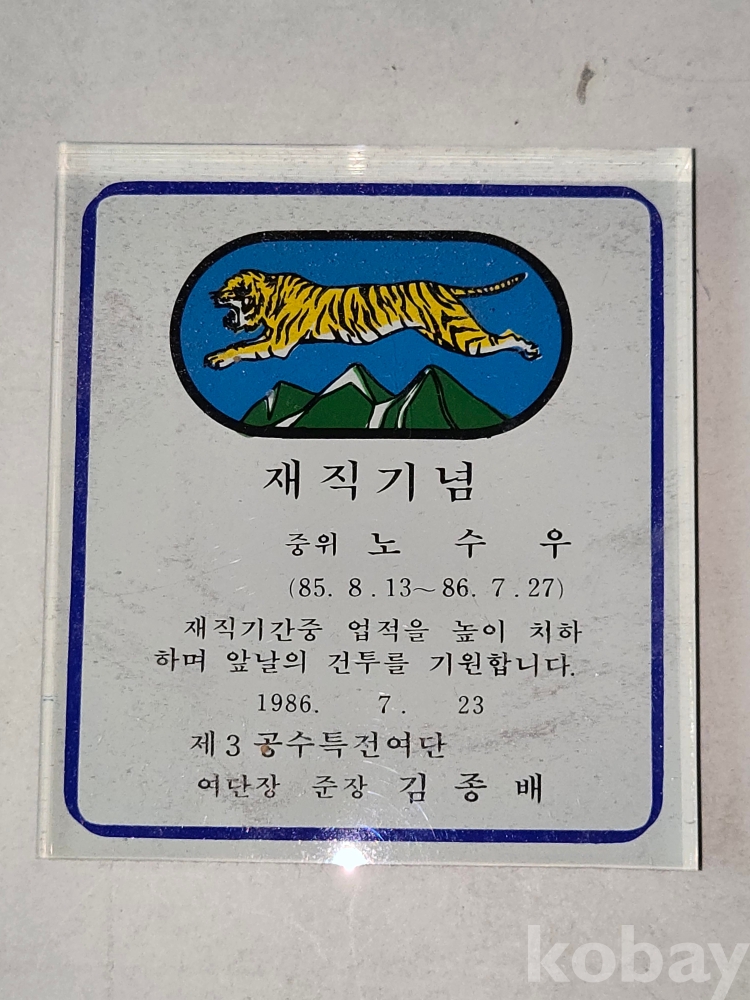 재직기념
중위 노 수 우
(85. 8. 13~86. 7. 27)
재직기간중 업적을 높이 처하
하며 앞날의 건투를 기원합니다.
1986. 7. 23
제3공수특전여단
여단장 준장 김종배
kobay